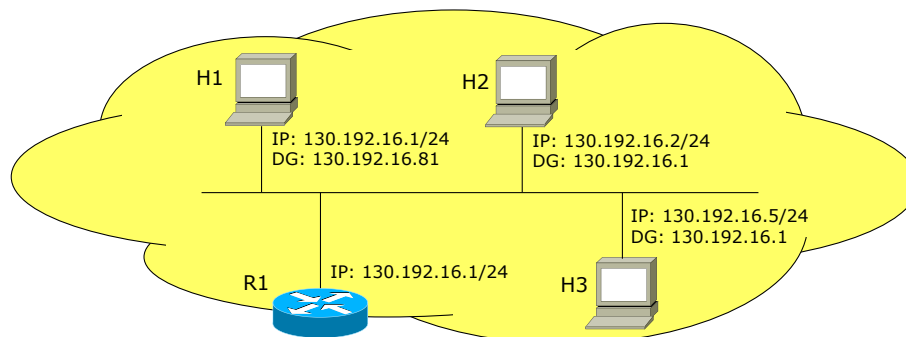 H1
H2
IP: 130.192.16.1/24
DG: 130.192.16.81
IP: 130.192.16.2/24
DG: 130.192.16.1
IP: 130.192.16.5/24
DG: 130.192.16.1
R1
IP: 130.192.16.1/24
H3